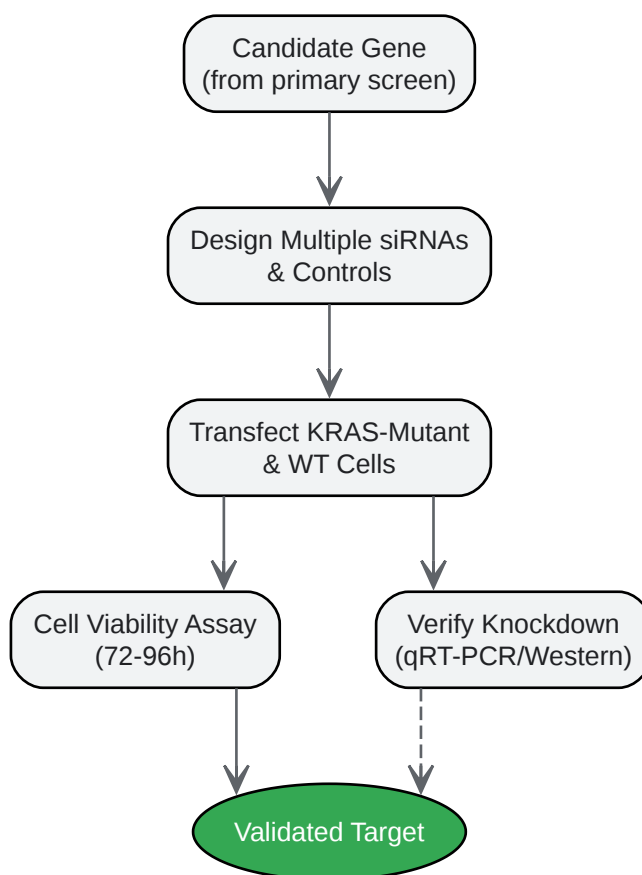 Candidate Gene
(from primary screen)
Design Multiple siRNAs
& Controls
Transfect KRAS-Mutant
& WT Cells
Cell Viability Assay
(72-96h)
Verify Knockdown
(qRT-PCR/Western)
Validated Target